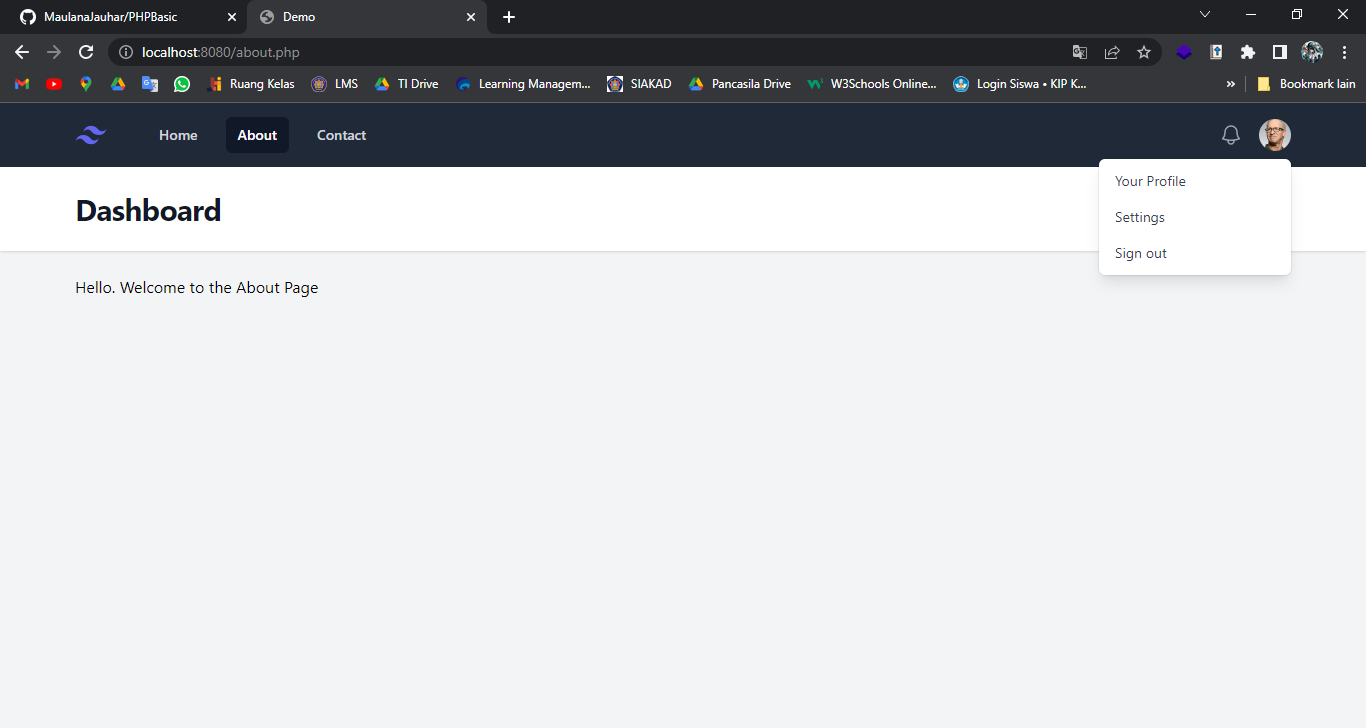 MaulanaJauhar/PHPBasic
Demo
localhost:8080/about.php
Ruang Kelas
LMS
TI Drive
Learning Managem...
SIAKAD
Pancasila Drive
W3Schools Online...
Login Siswa • KIP K...
»
Bookmark lain
Home
About
Contact
Your Profile
Dashboard
Settings
Sign out
Hello. Welcome to the About Page